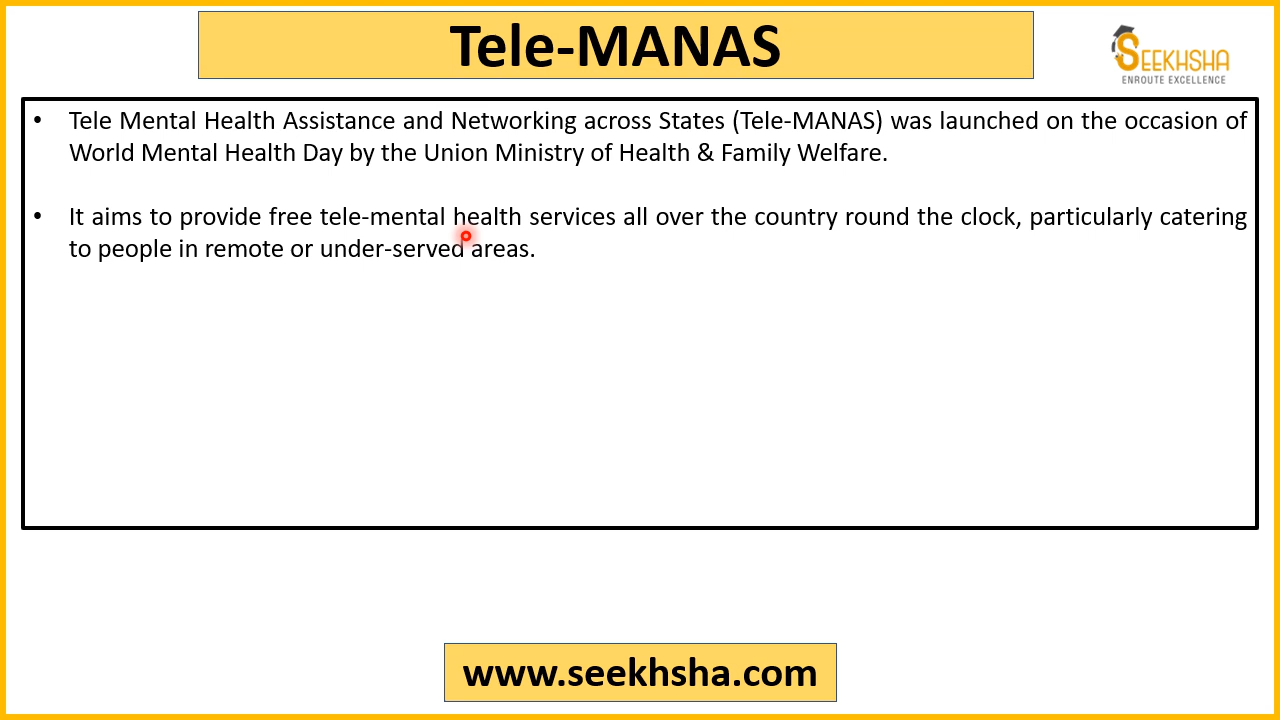 Tele-MANAS
SEEKHSHA
ENROUTE EXCELLENCE
• Tele Mental Health Assistance and Networking across States (Tele-MANAS) was launched on the occasion of
World Mental Health Day by the Union Ministry of Health & Family Welfare.
• It aims to provide free tele-mental health services all over the country round the clock, particularly catering
to people in remote or under-served areas.
www.seekhsha.com